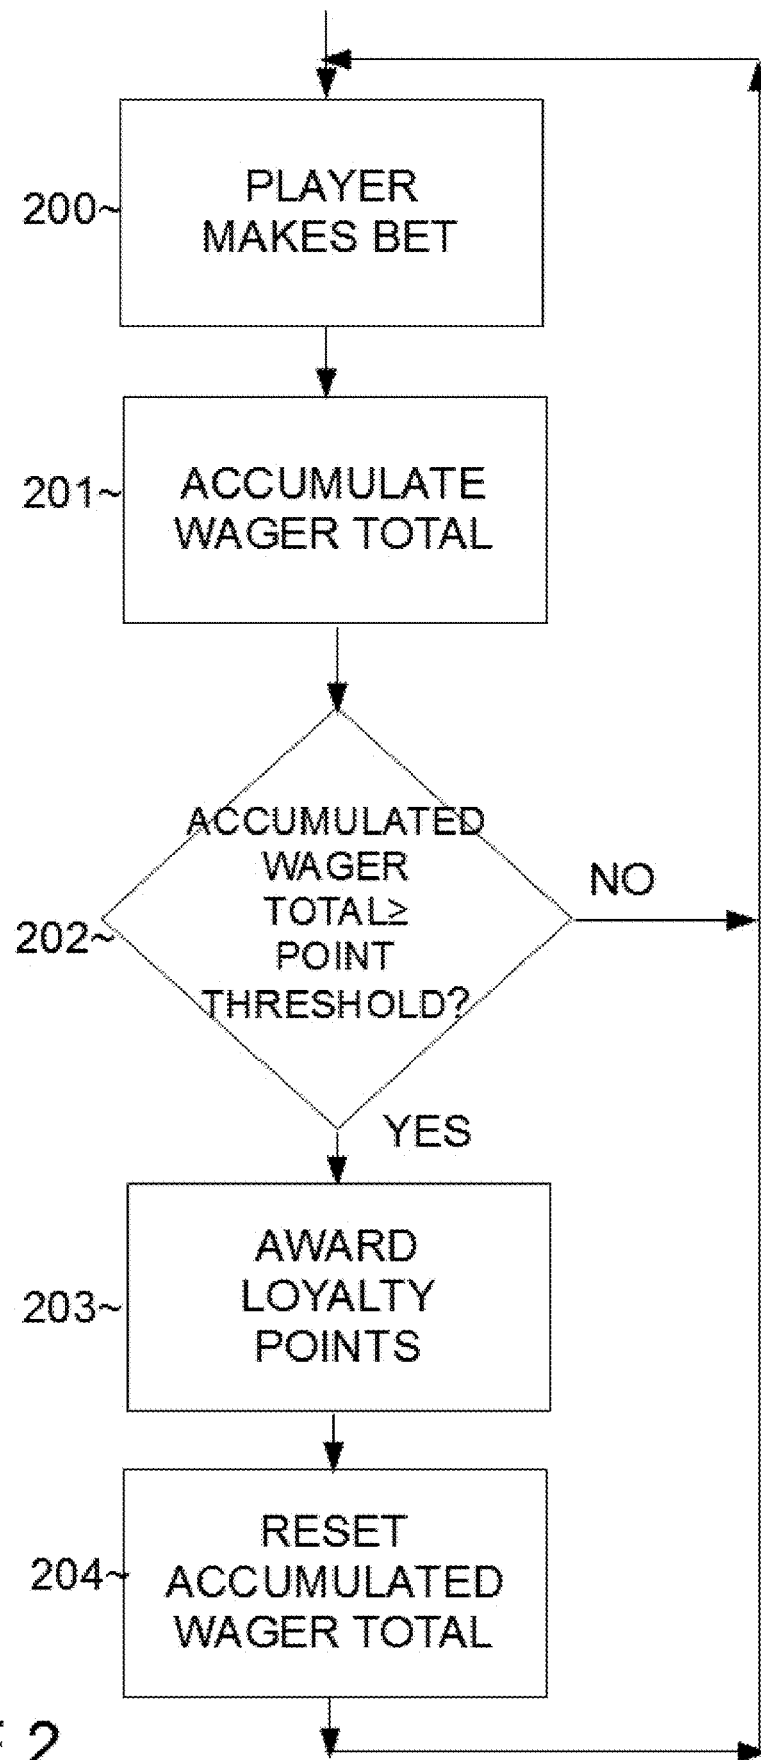 PLAYER
MAKES BET
200~
ACCUMULATE
WAGER TOTAL
201~
ACCUMULATED
WAGER
TOTAL≥
POINT
THRESHOLD?
202~
NO
YES
AWARD
LOYALTY
POINTS
203~
RESET
ACCUMULATED
WAGER TOTAL
204~
2